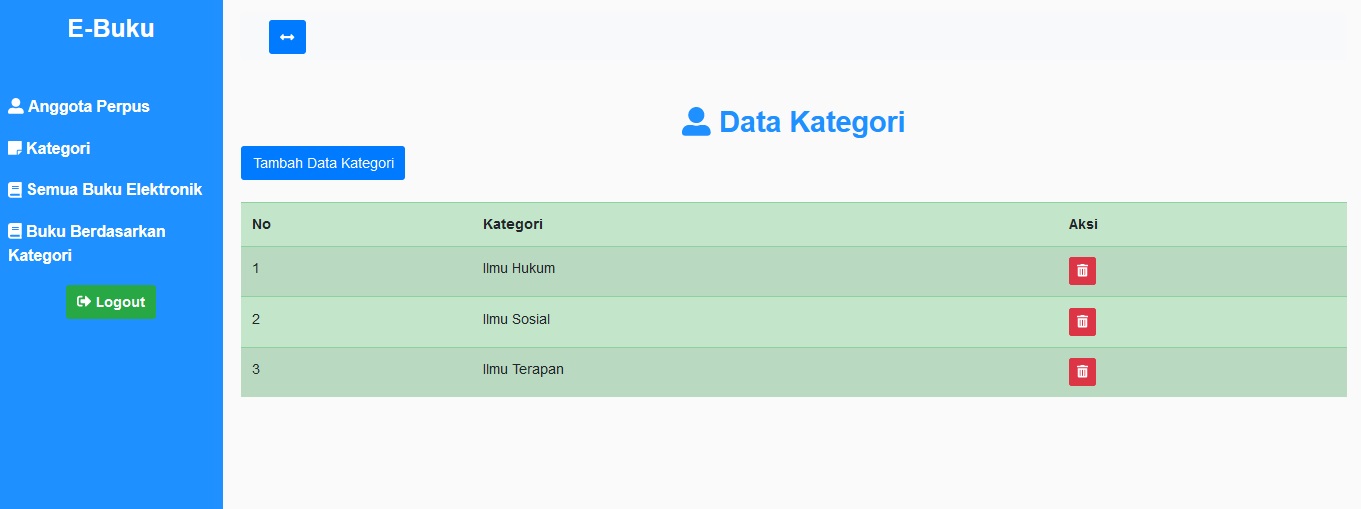 E-Buku
Anggota Perpus
Kategori
Semua Buku Elektronik
Buku Berdasarkan
Kategori
Logout
Data Kategori
Tambah Data Kategori
No Kategori Aksi
1 Ilmu Hukum
2 Ilmu Sosial
3 Ilmu Terapan